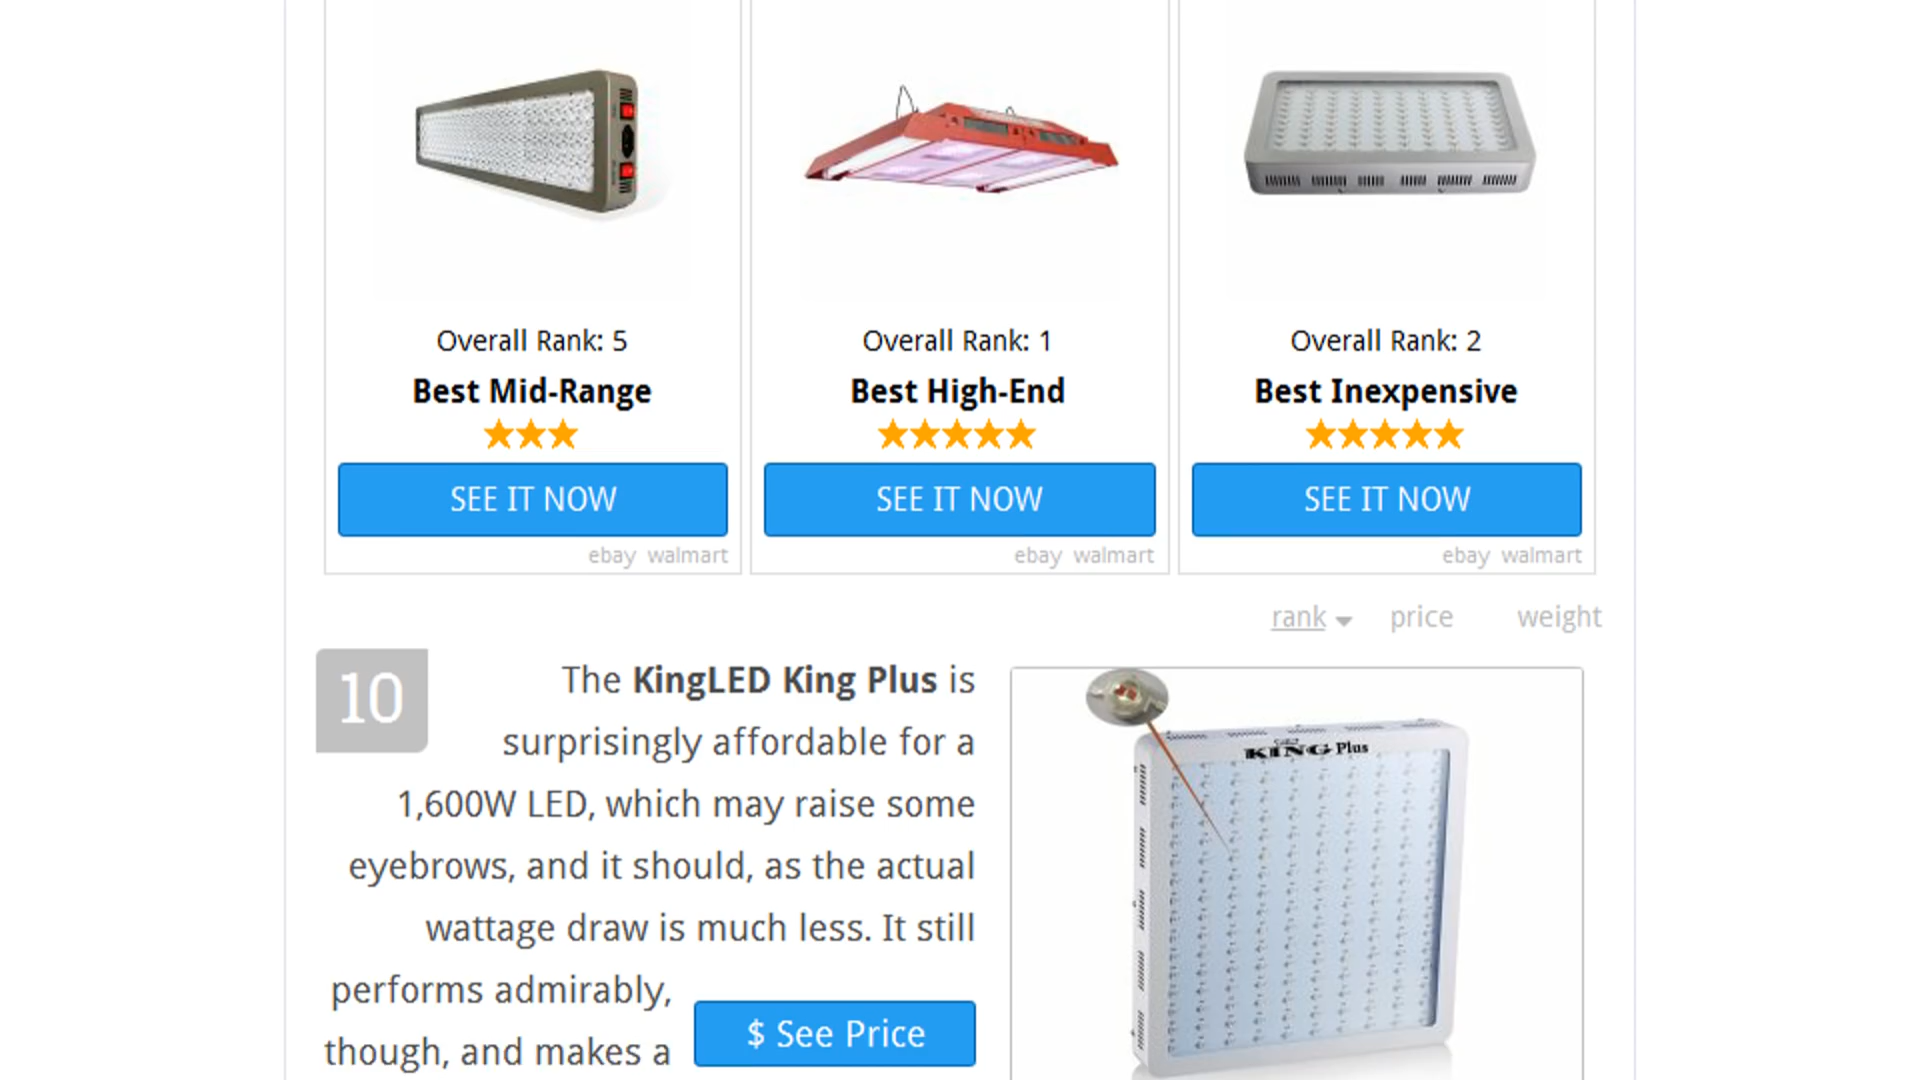 Overall Rank: 5
Best Mid-Range
SEE IT NOW
ebay walmart
Overall Rank: 1
Best High-End
SEE IT NOW
ebay walmart
Overall Rank: 2
Best Inexpensive
SEE IT NOW
ebay walmart
rank price weight
10
The KingLED King Plus is
surprisingly affordable for a
1,600W LED, which may raise some
eyebrows, and it should, as the actual
wattage draw is much less. It still
performs admirably,
though, and makes a
$ See Price
KING Plus